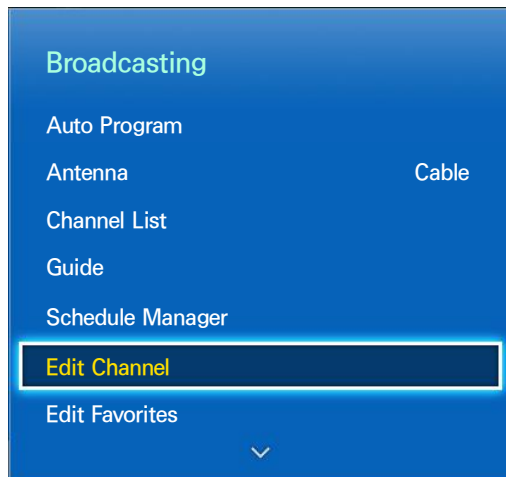 Broadcasting
Auto Program
Antenna Cable
Channel List
Guide
Schedule Manager
Edit Channel
Edit Favorites